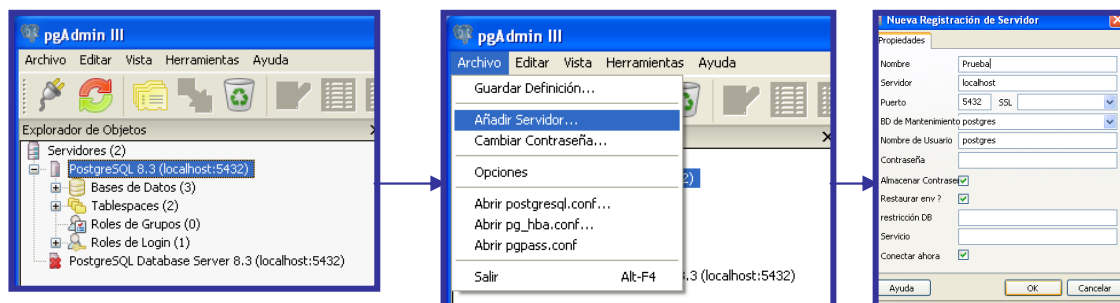 pgAdmin III
Archivo Editar Vista Herramientas Ayuda
Explorador de Objetos
Servidores (2)
PostgreSQL 8.3 (localhost:5432)
Bases de Datos (3)
Tablespaces (2)
Roles de Grupos (0)
Roles de Login (1)
PostgreSQL Database Server 8.3 (localhost:5432)
pgAdmin III
Archivo Editar Vista Herramientas Ayuda
Guardar Definición...
Añadir Servidor...
Cambiar Contraseña...
2)
Opciones
Abrir postgresql.conf...
Abrir pg_hba.conf...
Abrir pgpass.conf
Salir Alt-F4
.3 (localhost:5432)
Nueva Registración de Servidor
Propiedades
Nombre Prueba
Servidor localhost
Puerto 5432 SSL
BD de Mantenimiento postgres
Nombre de Usuario postgres
Contraseña
Almacenar Contrase
Restaurar env ?
restricción DB
Servicio
Conectar ahora
Ayuda OK Cancelar